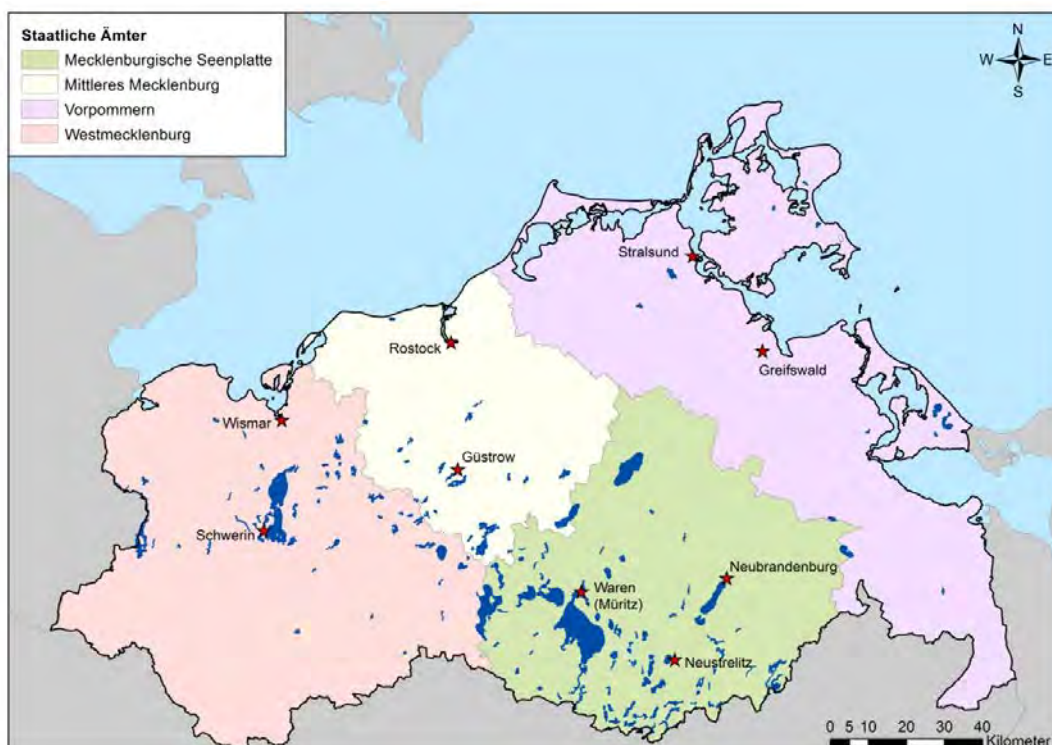 Staatliche Ämter
Mecklenburgische Seenplatte
Mittleres Mecklenburg
Vorpommern
Westmecklenburg
N
W E
S
Stralsund
Rostock
Greifswald
Wismar
Güstrow
Schwerin
Neubrandenburg
Waren
(Müritz)
Neustrelitz
0 5 10 20 30 40
Kilometer